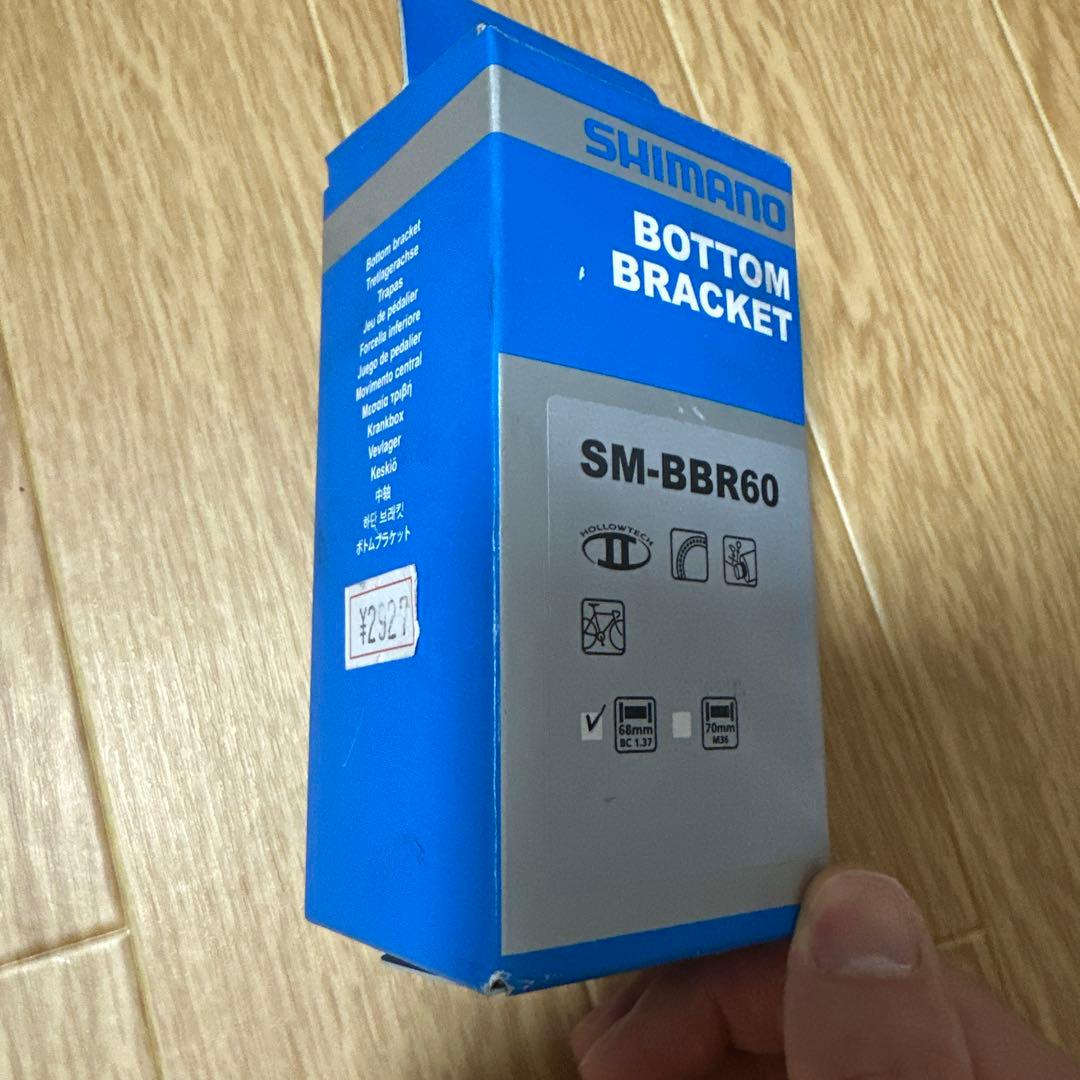 Bottom bracket
Tretlagerachse
Trapas
Jeu de pédalier
Forcella inferiore
Juego de pedalier
Movimento central
Μεσαία τριβή
Krankbox
Vevlager
Keskiö
中轴
하단 브래킷
ボトムブラケット
¥2927
SHIMANO
BOTTOM
BRACKET
SM-BBR60
HOLLOWTECH
II
68mm
BC 1.37
70mm
M36